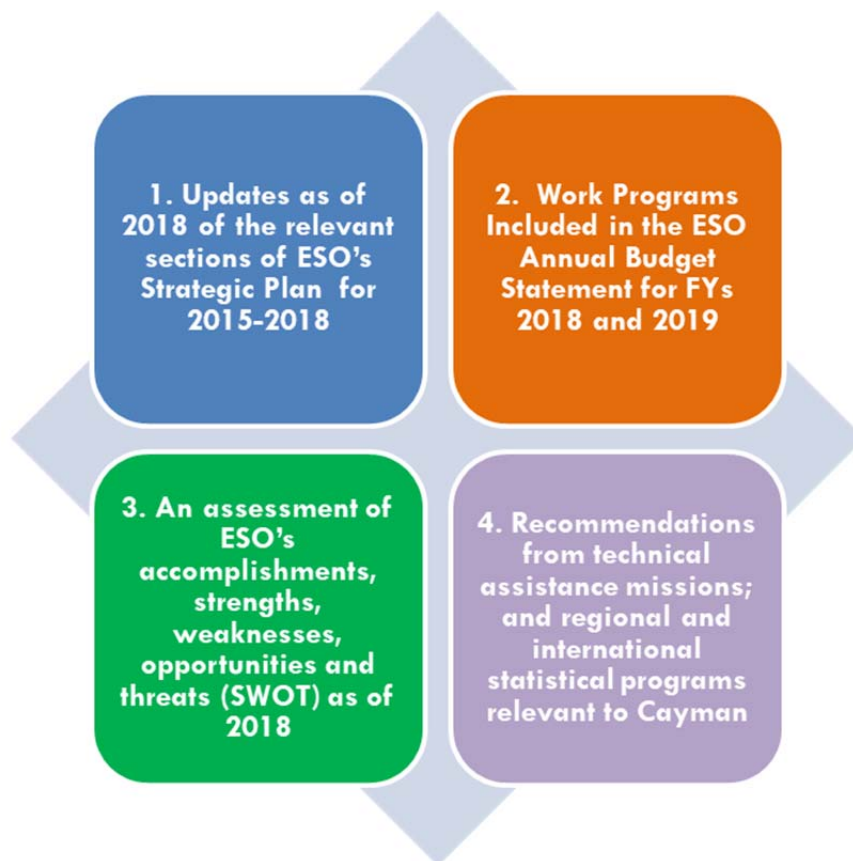 1. Updates as of
2018 of the relevant
sections of ESO's
Strategic Plan for
2015-2018
2. Work Programs
Included in the ESO
Annual Budget
Statement for FYs
2018 and 2019
3. An assessment of
ESO's
accomplishments,
strengths,
weaknesses,
opportunities and
threats (SWOT) as of
2018
4. Recommendations
from technical
assistance missions;
and regional and
international
statistical programs
relevant to Cayman